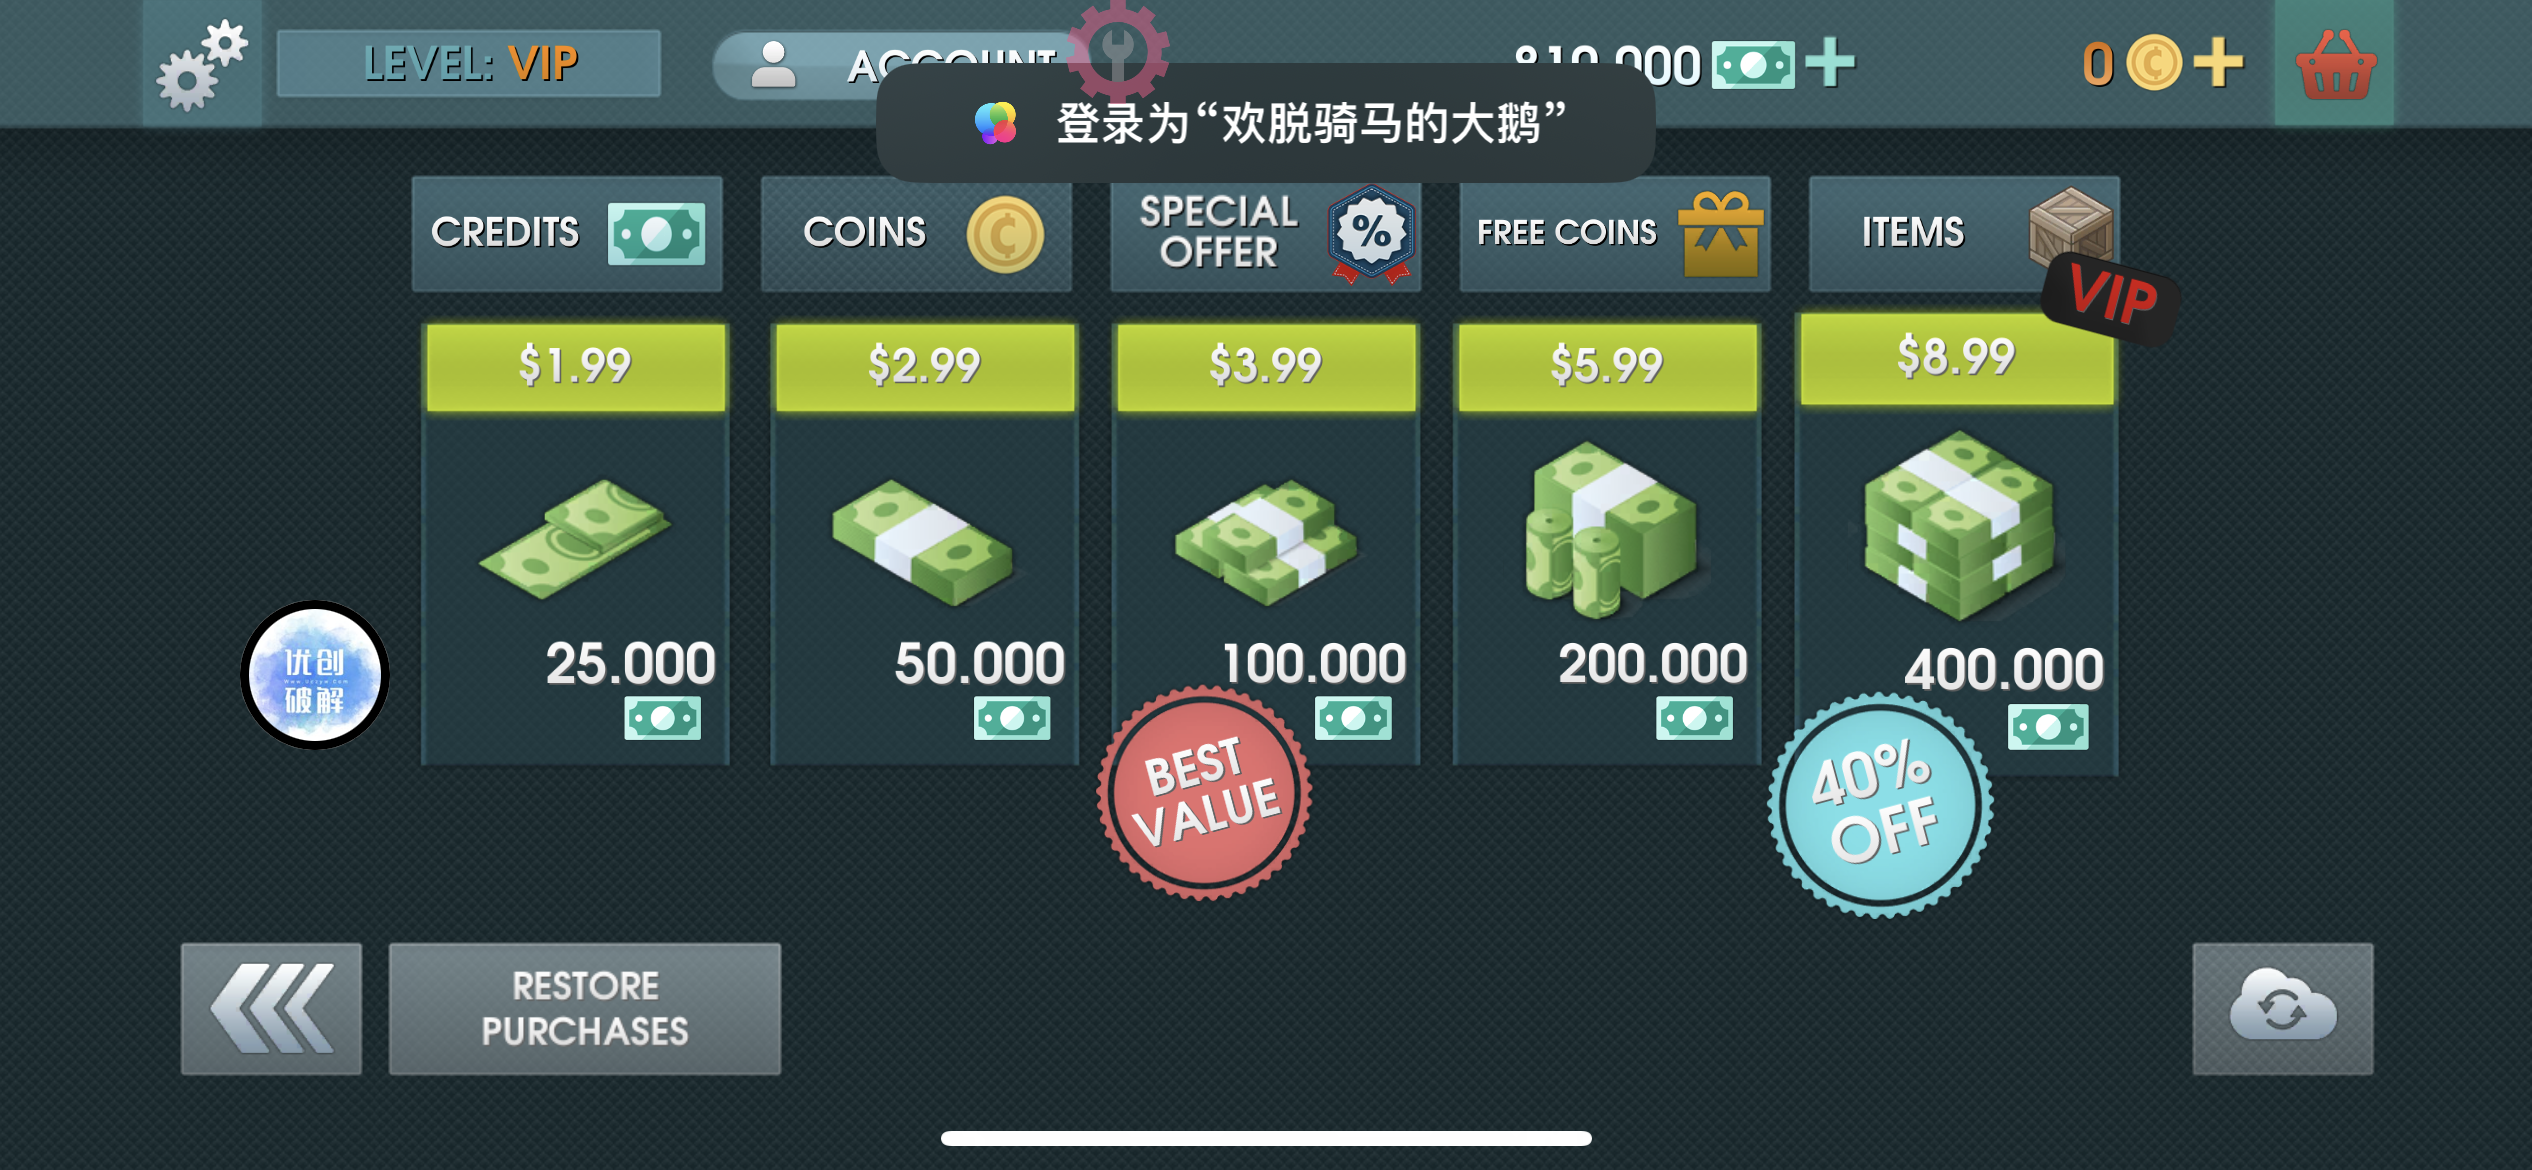 LEVEL: VIP
ACCOUNT
810.000
0
登录为“欢脱骑马的大鹅”
CREDITS
COINS
SPECIAL
OFFER
%
FREE COINS
ITEMS
VIP
$1.99
$2.99
$3.99
$5.99
$8.99
25.000
50.000
100.000
200.000
400.000
优创
破解
BEST
VALUE
40%
OFF
RESTORE
PURCHASES